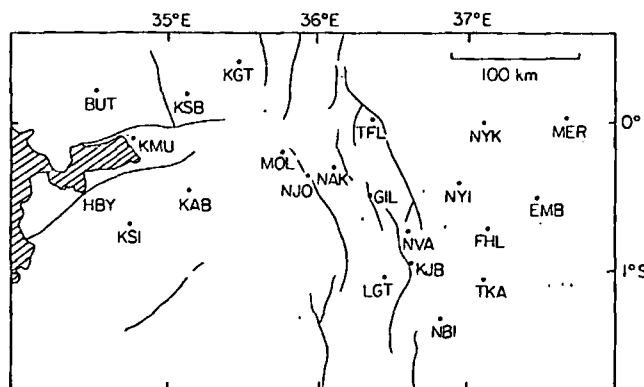 35°E 36°E 37°E
KGT
100 km
BUT KSB
TFL NYK MER 0°
KMU
MOL NAK
NJO
HBY KAB GIL NYI EMB
KSI NVA FHL
KJB
LGT TKA 1°S
NBI